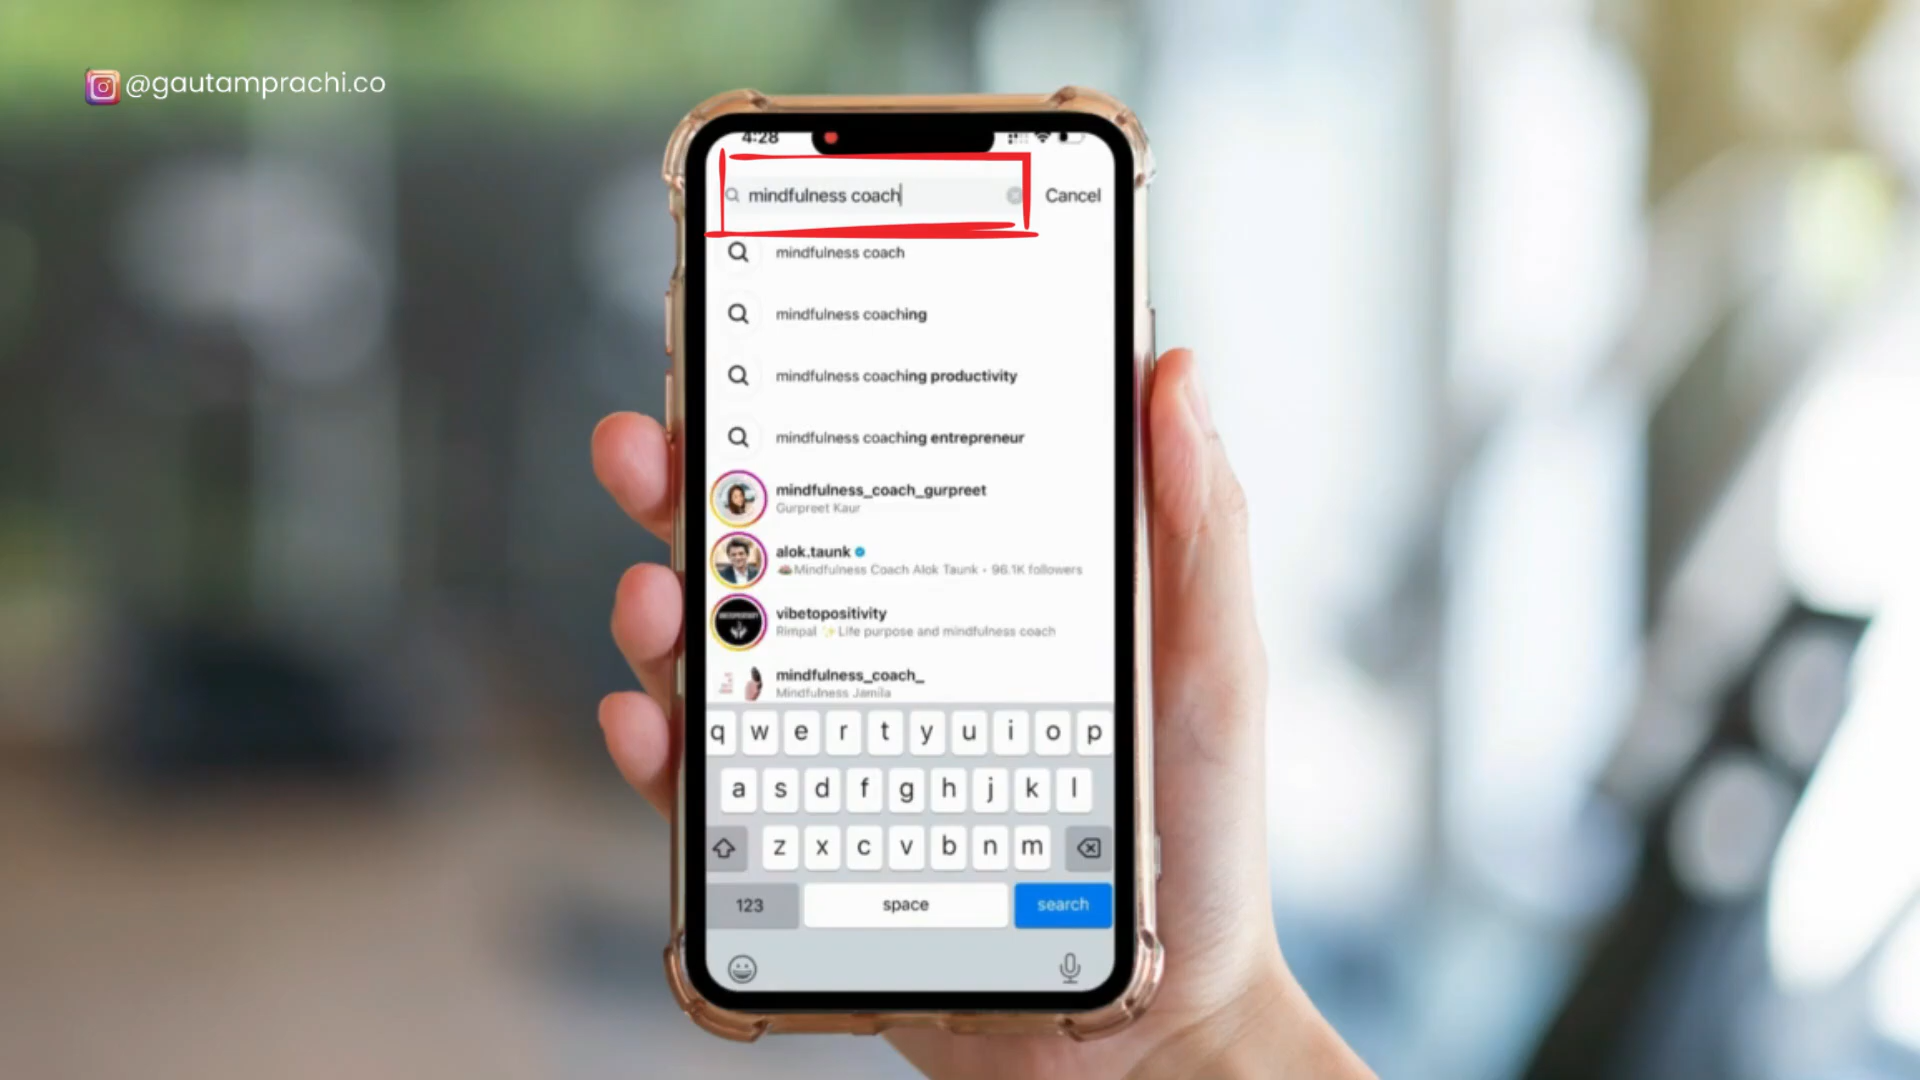 @gautamprachi.co
4:28
mindfulness coach
Cancel
mindfulness coach
mindfulness coaching
mindfulness coaching productivity
mindfulness coaching entrepreneur
mindfulness_coach_gurpreet
Gurpreet Kaur
alok.taunk
Mindfulness Coach Alok Taunk • 96.1K followers
vibetopositivity
Rimpal ✨Life purpose and mindfulness coach
mindfulness_coach_
Mindfulness Jamila
q w e r t y u i o p
a s d f g h j k l
z x c v b n m
123 space search